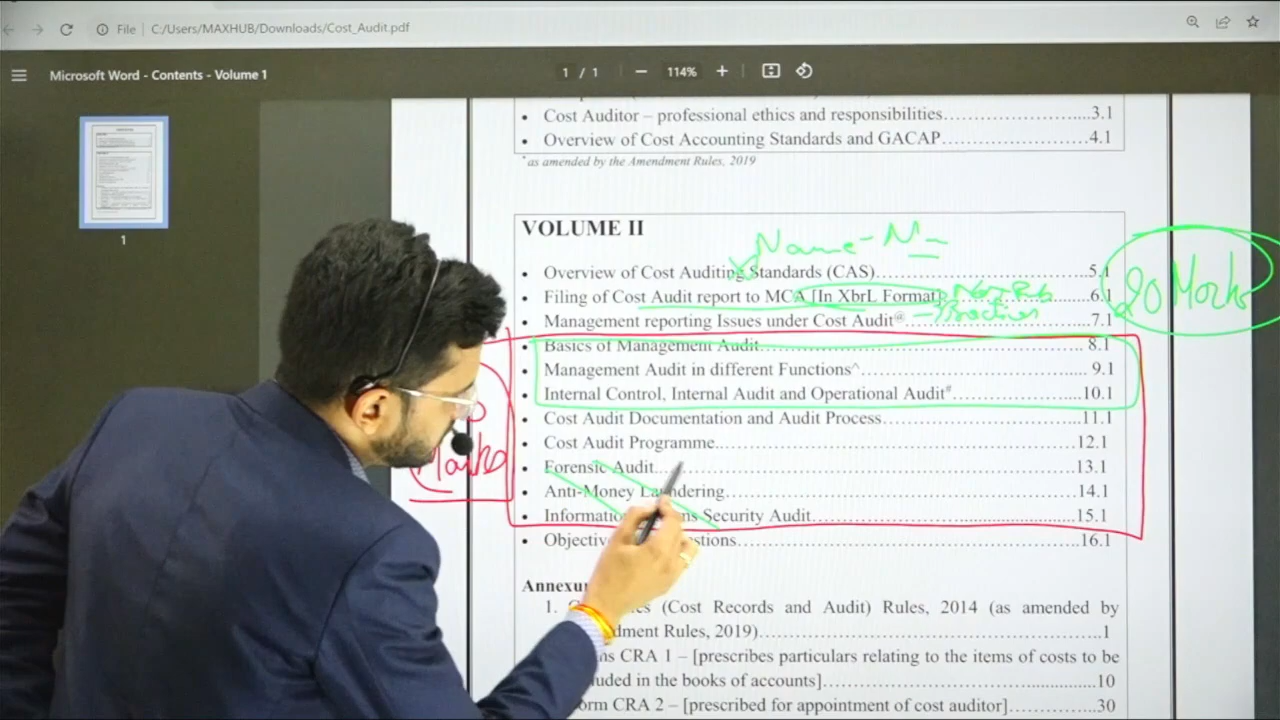 File C:/Users/MAXHUB/Downloads/Cost_Audit.pdf
Microsoft Word - Contents - Volume 1
1 / 1
114%
1
• Cost Auditor – professional ethics and responsibilities 3.1
• Overview of Cost Accounting Standards and GACAP 4.1
*as amended by the Amendment Rules, 2019
VOLUME II
Name - M
• Overview of Cost Auditing Standards (CAS) 5.1
• Filing of Cost Audit report to MCA [In XbrL Format] 6.1
20 Marks
• Management reporting Issues under Cost Audit@ 7.1
• Basics of Management Audit 8.1
• Management Audit in different Functions^ 9.1
• Internal Control, Internal Audit and Operational Audit# 10.1
• Cost Audit Documentation and Audit Process 11.1
• Cost Audit Programme 12.1
Marks
• Forensic Audit 13.1
• Anti-Money Laundering 14.1
• Security Audit 15.1
• 16.1
1. (Cost Records and Audit) Rules, 2014 (as amended by
Rules, 2019) 1
CRA 1 – [prescribes particulars relating to the items of costs to be
in the books of accounts] 10
CRA 2 – [prescribed for appointment of cost auditor] 30